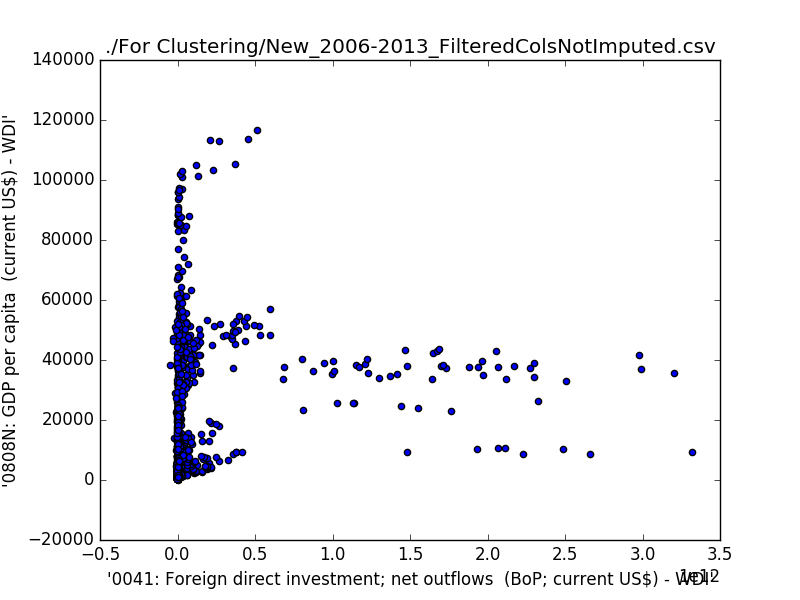 ./For Clustering/New_2006-2013_FilteredColsNotImputed.csv
'0808N: GDP per capita  (current US$) - WDI'
140000
120000
100000
80000
60000
40000
20000
0
−20000
−0.5 0.0 0.5 1.0 1.5 2.0 2.5 3.0 3.5
1e12
'0041: Foreign direct investment; net outflows  (BoP; current US$) - WDI'